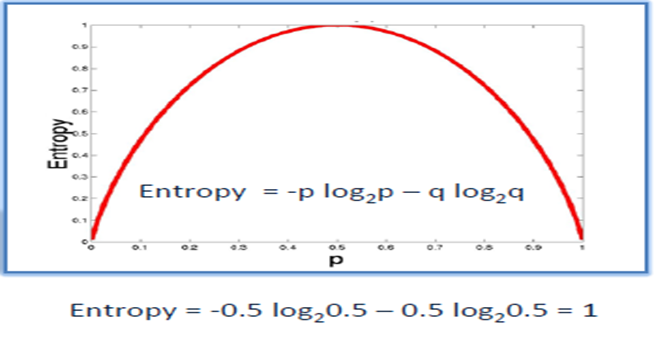 1
0.9
0.8
0.7
0.6
0.5
0.4
0.3
0.2
0.1
0
Entropy
Entropy = -p log₂p – q log₂q
0 0.1 0.2 0.3 0.4 0.5 0.6 0.7 0.8 0.9 1
p
Entropy = -0.5 log₂0.5 – 0.5 log₂0.5 = 1